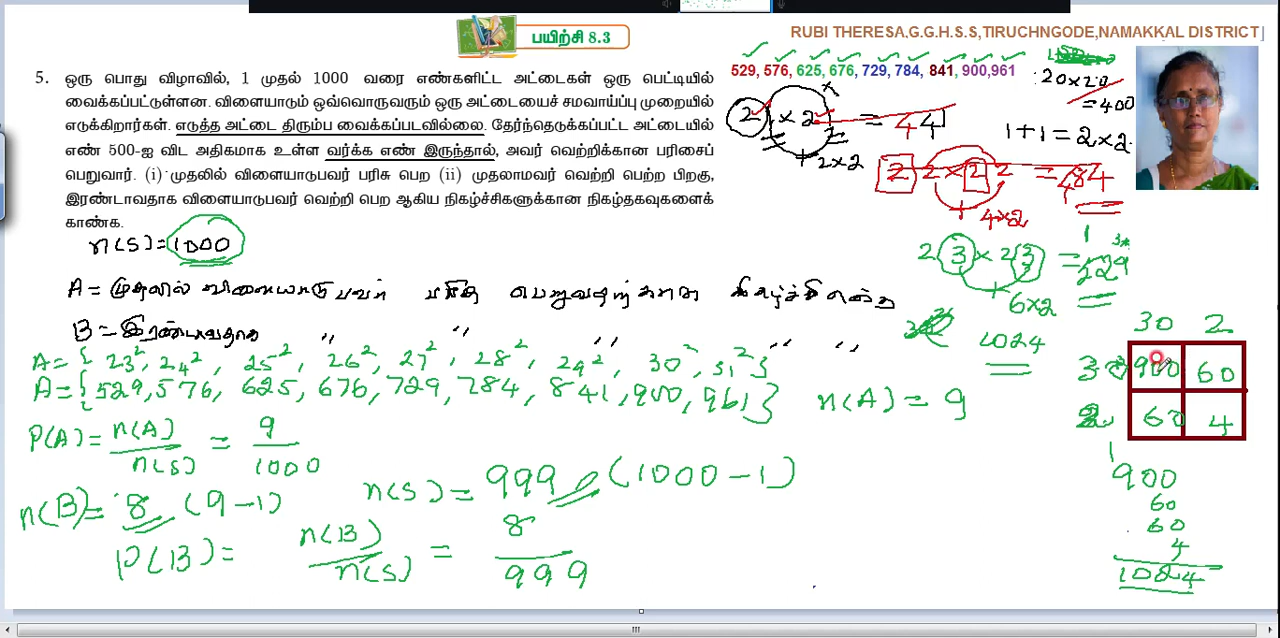 RUBI THERESA,G.G.H.S.S,TIRUCHNGODE,NAMAKKAL DISTRICT
பயிற்சி 8.3
5. ஒரு பொது விழாவில், 1 முதல் 1000 வரை எண்களிட்ட அட்டைகள் ஒரு பெட்டியில்
வைக்கப்பட்டுள்ளன. விளையாடும் ஒவ்வொருவரும் ஒரு அட்டையைச் சமவாய்ப்பு முறையில்
எடுக்கிறார்கள். எடுத்த அட்டை திரும்ப வைக்கப்படவில்லை. தேர்ந்தெடுக்கப்பட்ட அட்டையில்
எண் 500-ஐ விட அதிகமாக உள்ள வர்க்க எண் இருந்தால், அவர் வெற்றிக்கான பரிசைப்
பெறுவார். (i) முதலில் விளையாடுபவர் பரிசு பெற (ii) முதலாமவர் வெற்றி பெற்ற பிறகு,
இரண்டாவதாக விளையாடுபவர் வெற்றி பெற ஆகிய நிகழ்ச்சிகளுக்கான நிகழ்தகவுகளைக்
காண்க.
529, 576, 625, 676, 729, 784, 841, 900,961
20×20
= 400
1+1 = 2×2
2×2
= 484
4×2
23×23 =
6×2
1024
n(S) = 1000
A = முதலில் விளையாடுபவர் பரிசு பெறுவதற்கான நிகழ்ச்சி என்க
B = இரண்டாவதாக " " " "
A = { 23², 24², 25², 26², 27², 28², 29², 30², 31² }
A = { 529, 576, 625, 676, 729, 784, 841, 900, 961 } n(A) = 9
P(A) = n(A)/n(S) = 9/1000
n(B) = 8 (9-1) n(S) = 999 (1000-1)
P(B) = n(B)/n(S) = 8/999
30 2
900 60
2 60 4
900
60
60
4
1024